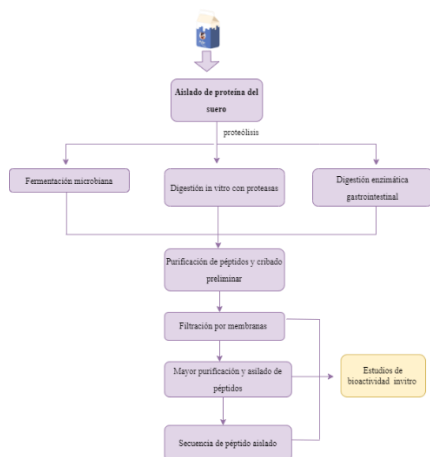 Aislado de proteína del
suero
proteólisis
Fermentación microbiana
Digestión in vitro con proteasas
Digestión enzimática
gastrointestinal
Purificación de péptidos y cribado
preliminar
Filtración por membranas
Mayor purificación y asilado de
péptidos
Estudios de
bioactividad invitro
Secuencia de péptido aislado